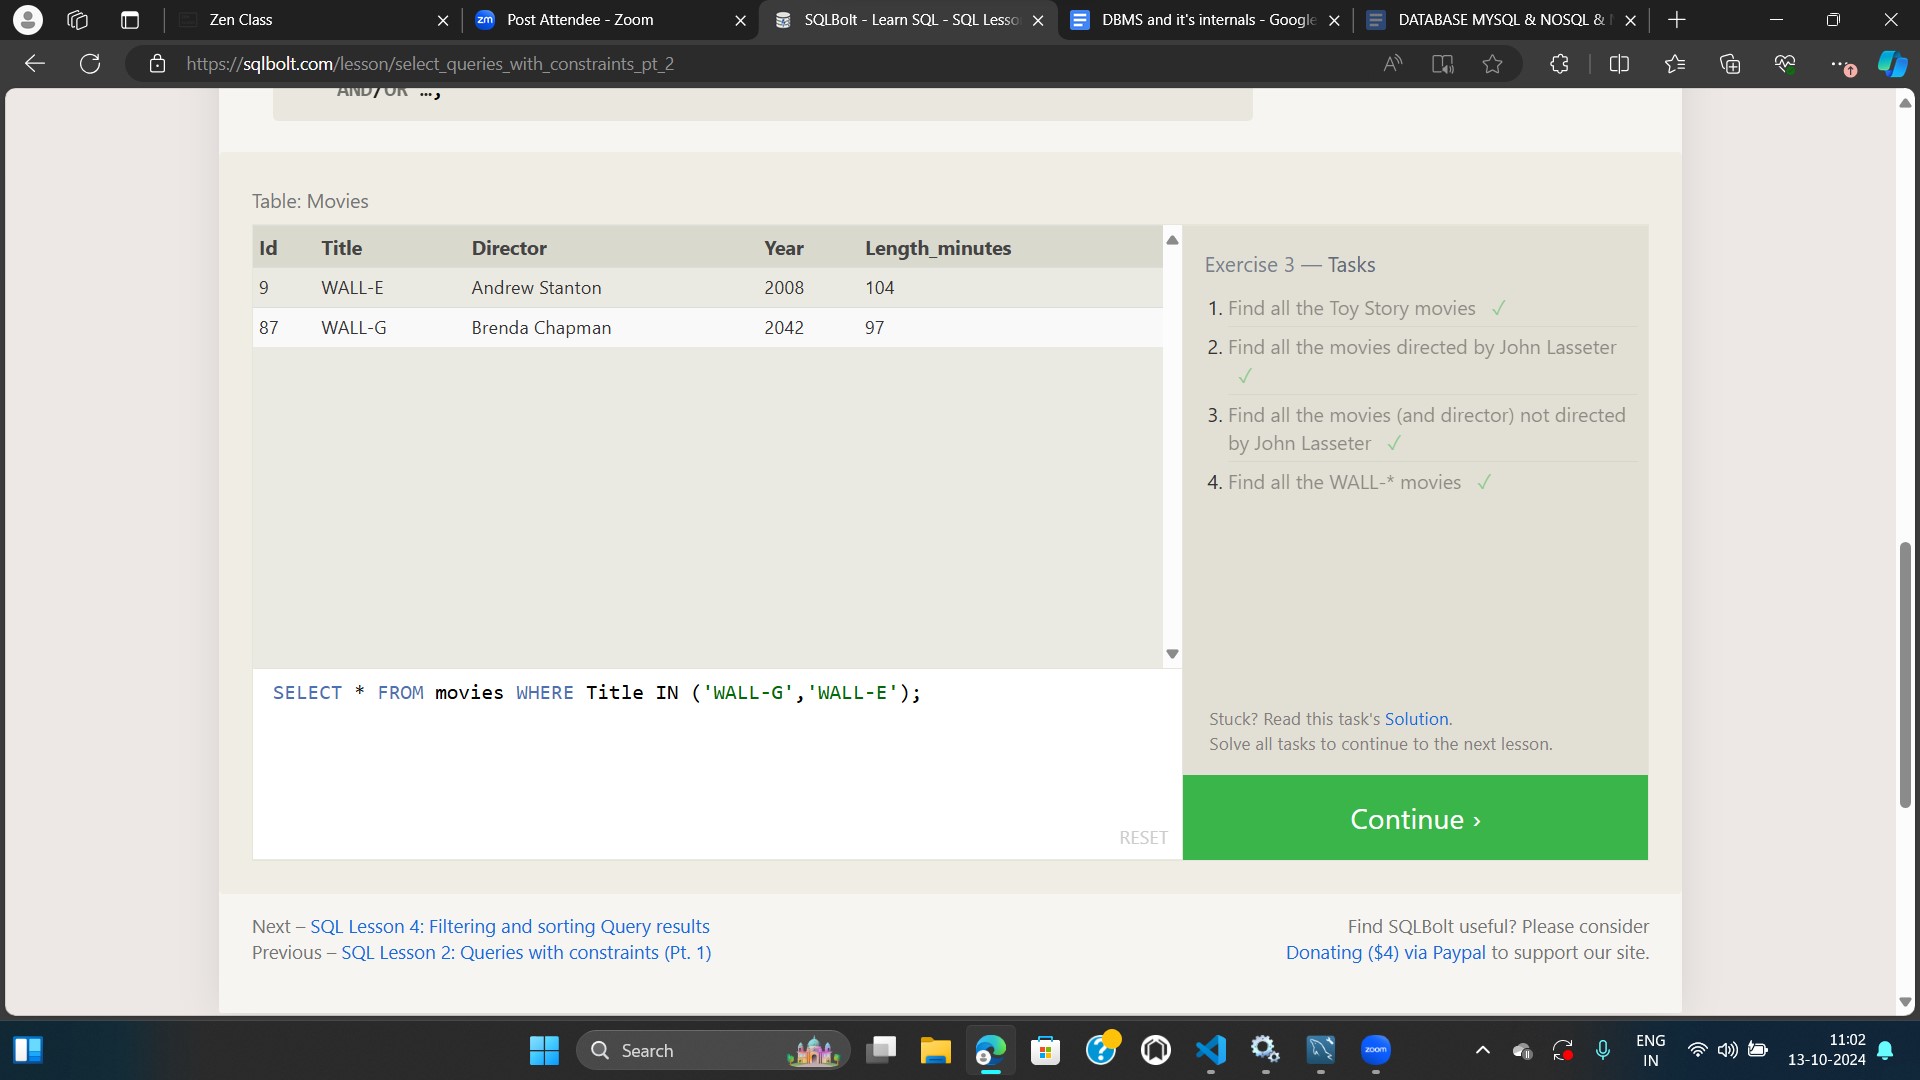 Zen Class
Post Attendee - Zoom
SQLBolt - Learn SQL - SQL Lesso
DBMS and it's internals - Google
DATABASE MYSQL & NOSQL &
https://sqlbolt.com/lesson/select_queries_with_constraints_pt_2
AND/OR …;
Table: Movies
Id Title Director Year Length_minutes
9 WALL-E Andrew Stanton 2008 104
87 WALL-G Brenda Chapman 2042 97
SELECT * FROM movies WHERE Title IN ('WALL-G','WALL-E');
RESET
Exercise 3 — Tasks
1. Find all the Toy Story movies ✓
2. Find all the movies directed by John Lasseter
✓
3. Find all the movies (and director) not directed
by John Lasseter ✓
4. Find all the WALL-* movies ✓
Stuck? Read this task's Solution.
Solve all tasks to continue to the next lesson.
Continue ›
Next – SQL Lesson 4: Filtering and sorting Query results
Previous – SQL Lesson 2: Queries with constraints (Pt. 1)
Find SQLBolt useful? Please consider
Donating ($4) via Paypal to support our site.
Search
zoom
ENG
IN
11:02
13-10-2024